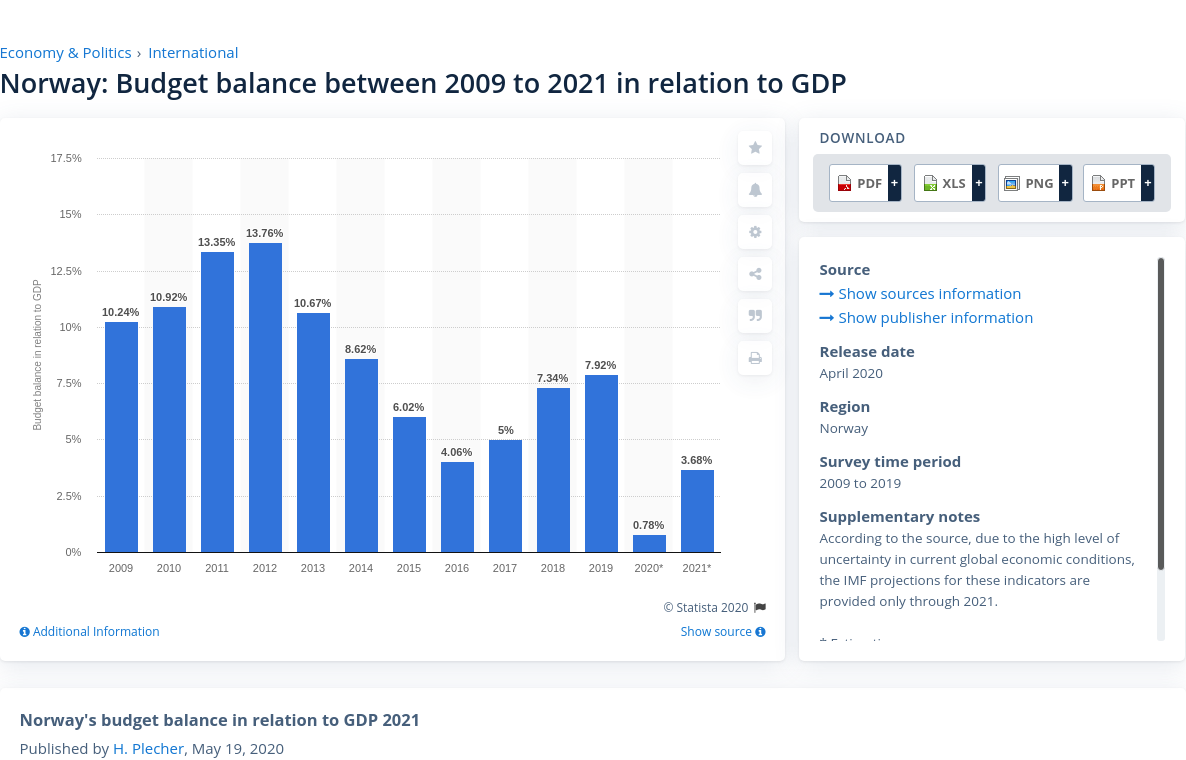 Economy & Politics › International
Norway: Budget balance between 2009 to 2021 in relation to GDP
Budget balance in relation to GDP
17.5%
15%
12.5%
10%
7.5%
5%
2.5%
0%
10.24%
10.92%
13.35%
13.76%
10.67%
8.62%
6.02%
4.06%
5%
7.34%
7.92%
0.78%
3.68%
2009 2010 2011 2012 2013 2014 2015 2016 2017 2018 2019 2020* 2021*
© Statista 2020
Additional Information
Show source
DOWNLOAD
PDF + XLS + PNG + PPT +
Source
Show sources information
Show publisher information
Release date
April 2020
Region
Norway
Survey time period
2009 to 2019
Supplementary notes
According to the source, due to the high level of
uncertainty in current global economic conditions,
the IMF projections for these indicators are
provided only through 2021.
Norway's budget balance in relation to GDP 2021
Published by H. Plecher, May 19, 2020